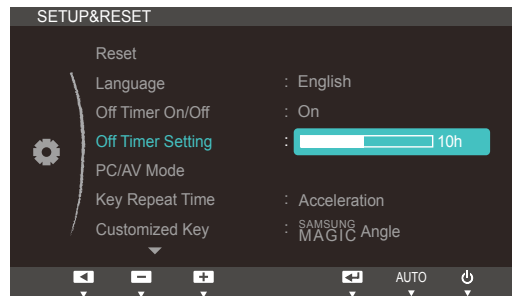 SETUP&RESET
Reset
Language : English
Off Timer On/Off : On
Off Timer Setting : 10h
PC/AV Mode
Key Repeat Time : Acceleration
Customized Key : SAMSUNG MAGIC Angle
AUTO